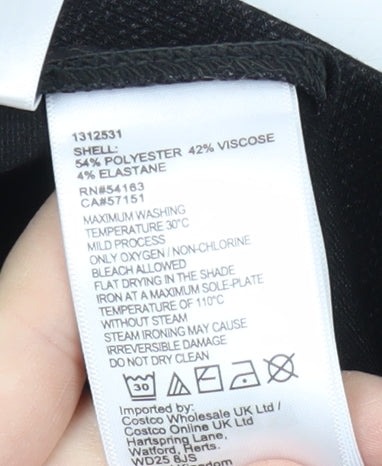 1312531
SHELL:
54% POLYESTER 42% VISCOSE
4% ELASTANE
RN#54163
CA#57151
MAXIMUM WASHING
TEMPERATURE 30°C
MILD PROCESS
ONLY OXYGEN / NON-CHLORINE
BLEACH ALLOWED
FLAT DRYING IN THE SHADE
IRON AT A MAXIMUM SOLE-PLATE
TEMPERATURE OF 110°C
WITHOUT STEAM
STEAM IRONING MAY CAUSE
IRREVERSIBLE DAMAGE
DO NOT DRY CLEAN
30
Imported by:
Costco Wholesale UK Ltd /
Costco Online UK Ltd
Hartspring Lane,
Watford, Herts.
WD25 8JS